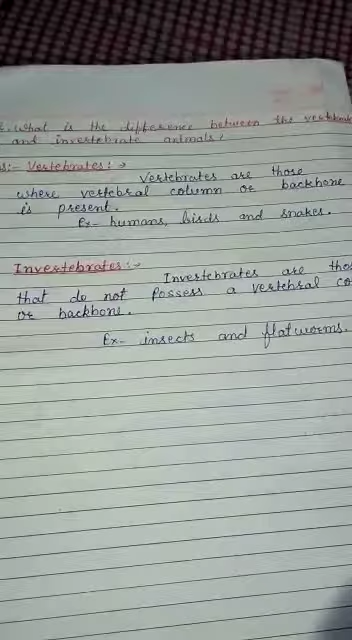 what is the difference between the vertebrate
and invertebrate animals?
:- Vertebrates: →
Vertebrates are those
where vertebral column or backbone
is present.
Ex- humans, birds and snakes.
Invertebrates:-
Invertebrates are thos
that do not possess a vertebral co
or backbone.
Ex- insects and flatworms.